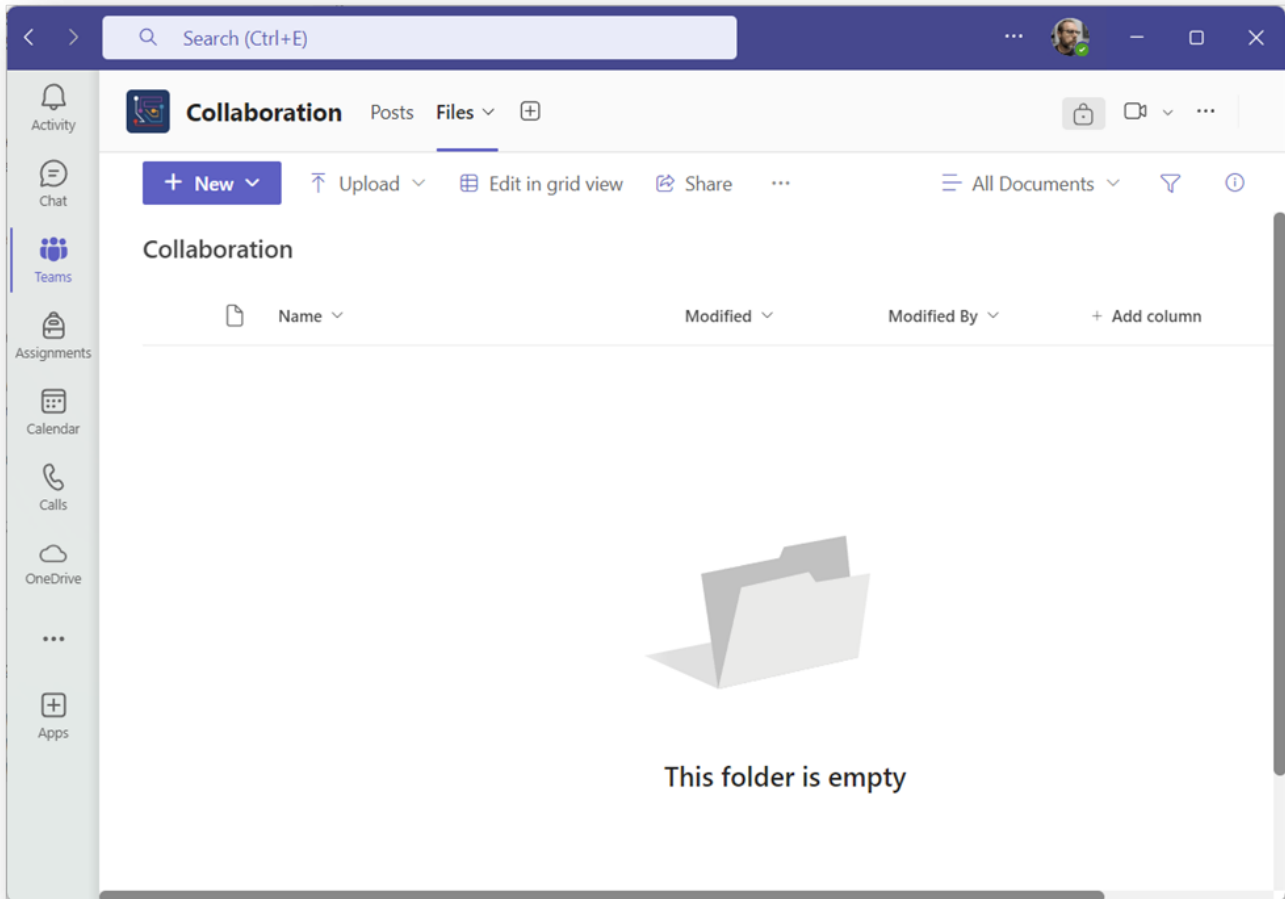 Search (Ctrl+E)
Activity
Chat
Teams
Assignments
Calendar
Calls
OneDrive
Apps
Collaboration Posts Files
+ New Upload Edit in grid view Share All Documents
Collaboration
Name Modified Modified By + Add column
This folder is empty